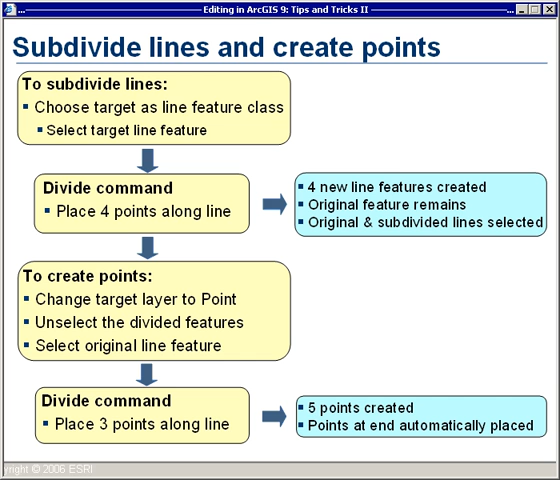 Editing in ArcGIS 9: Tips and Tricks II
Subdivide lines and create points
To subdivide lines:
▪ Choose target as line feature class
▪ Select target line feature
Divide command
▪ Place 4 points along line
▪ 4 new line features created
▪ Original feature remains
▪ Original & subdivided lines selected
To create points:
▪ Change target layer to Point
▪ Unselect the divided features
▪ Select original line feature
Divide command
▪ Place 3 points along line
▪ 5 points created
▪ Points at end automatically placed
yright © 2006 ESRI